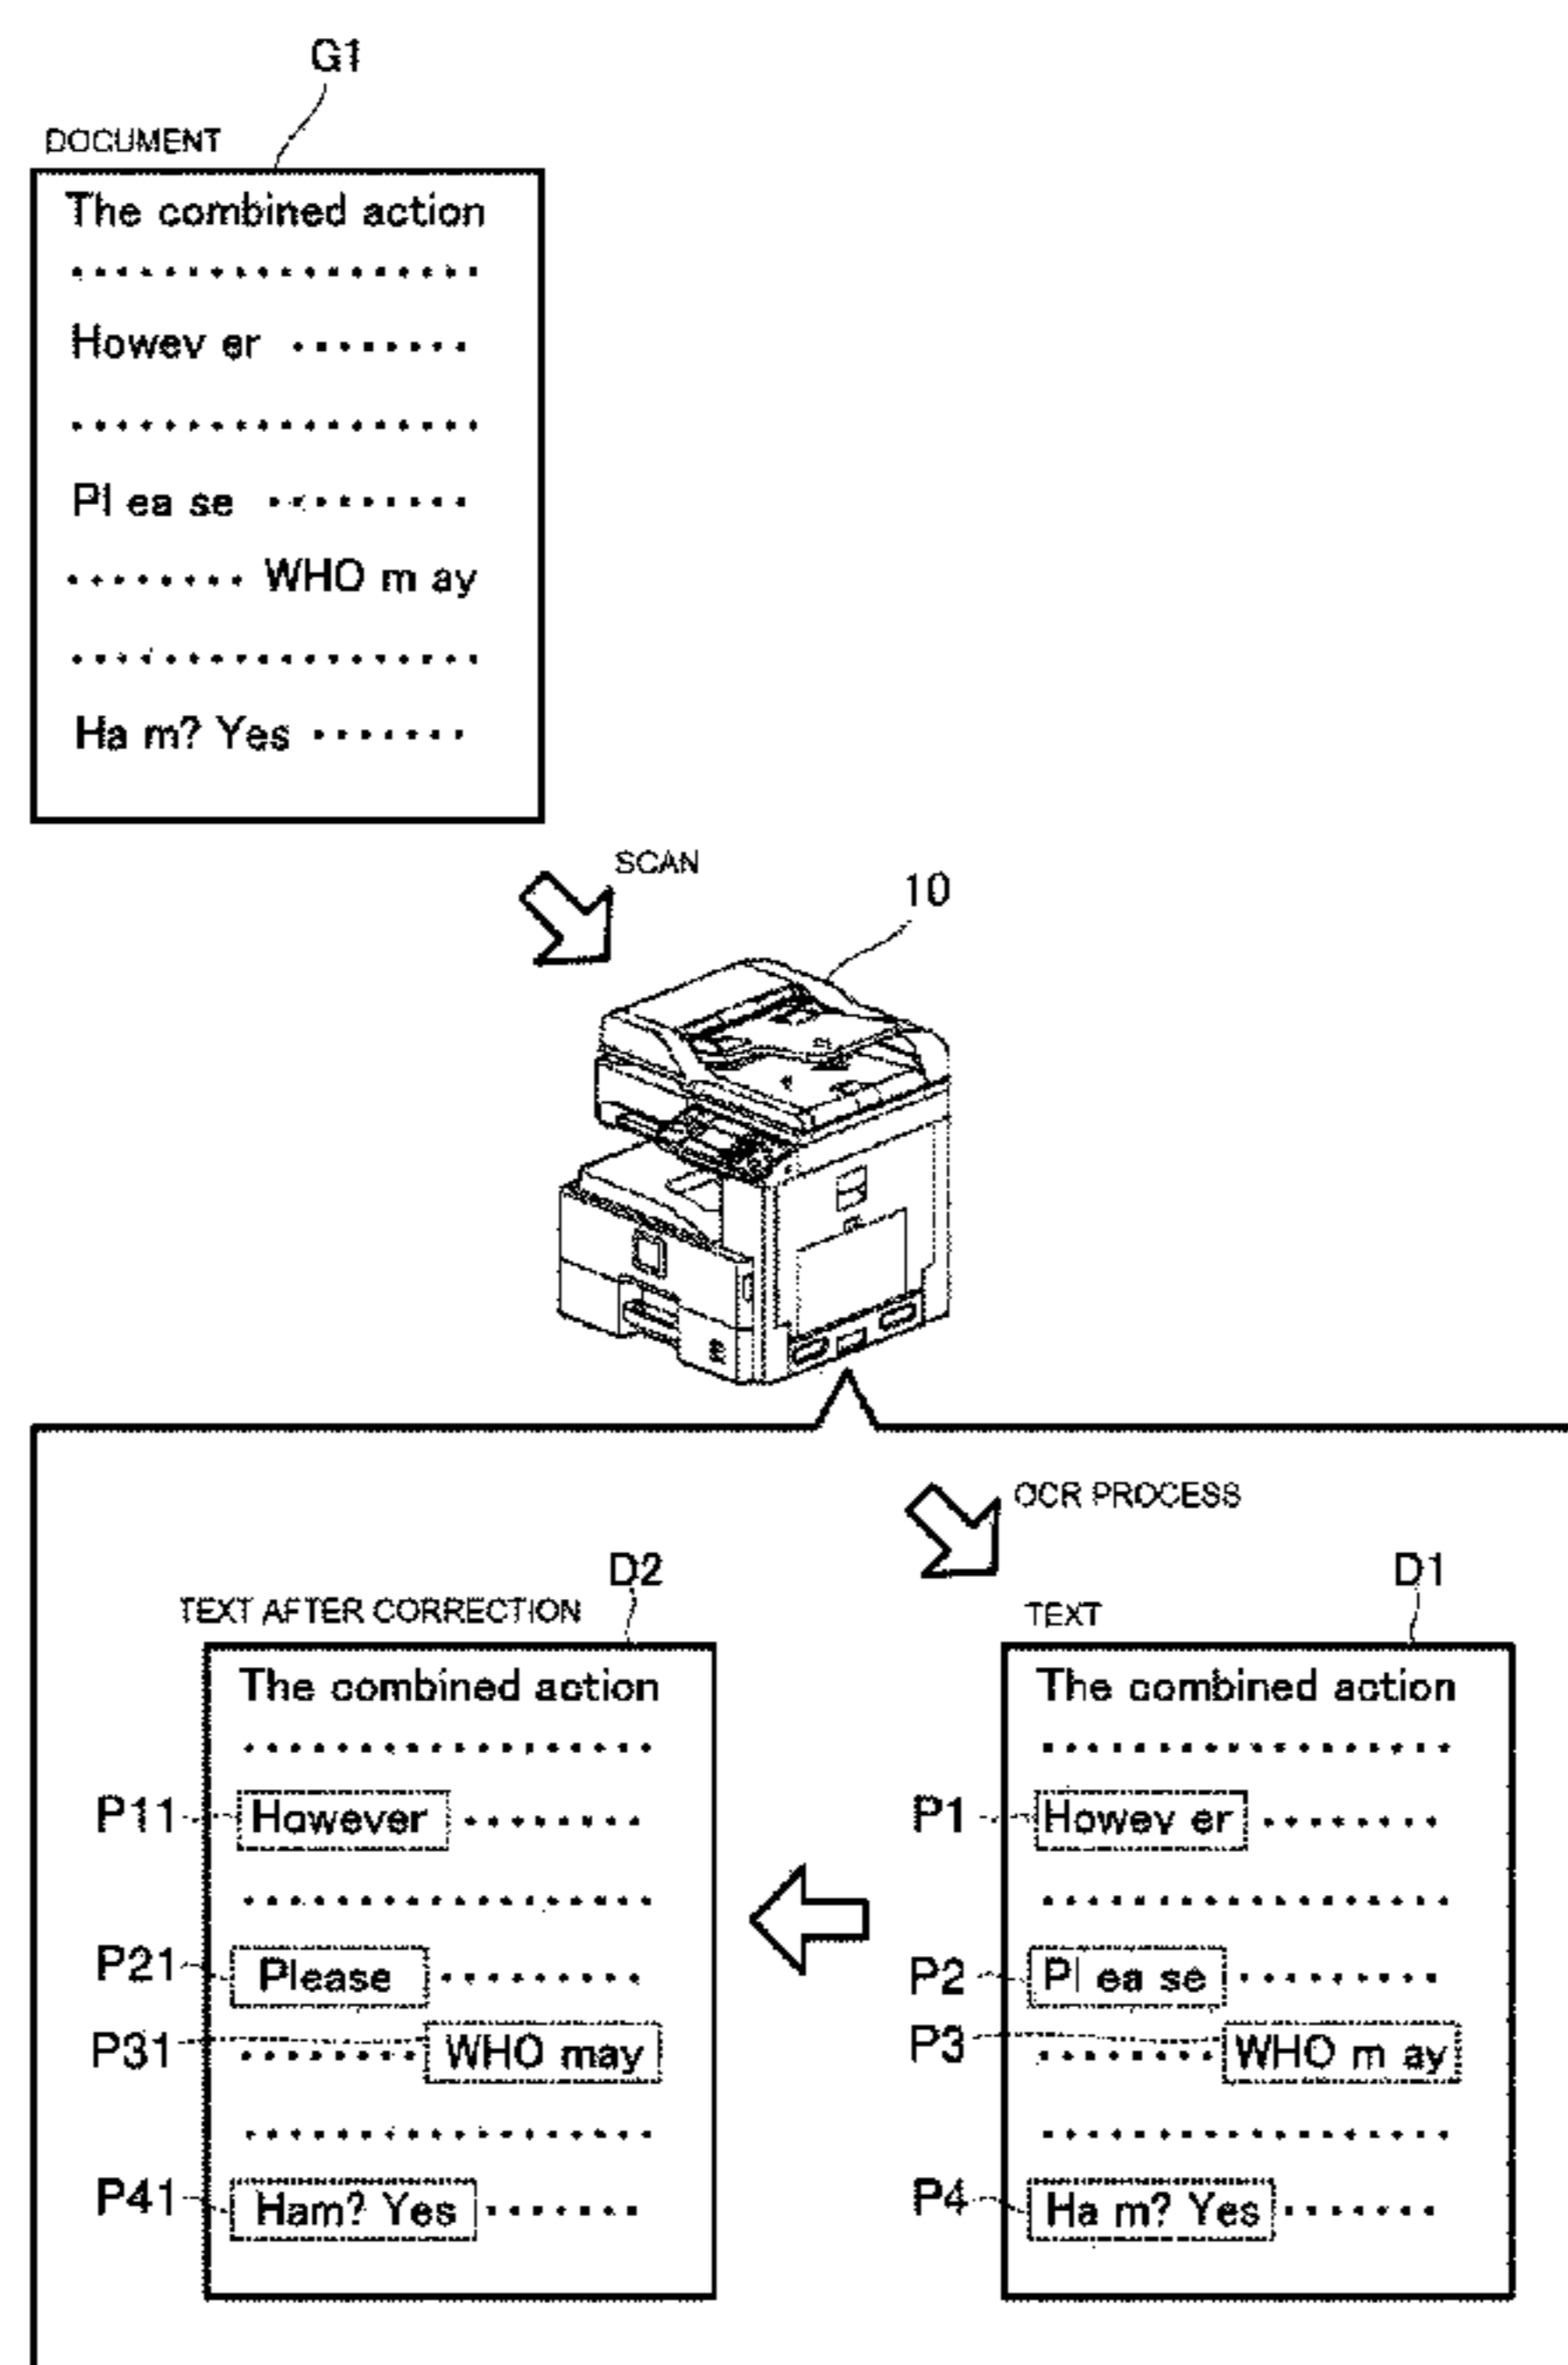 G1
DOCUMENT
The combined action
..................
Howev er ........
..................
Pl ea se .........
........ WHO m ay
..................
Ha m? Yes .......
SCAN
10
OCR PROCESS
D2
TEXT AFTER CORRECTION
The combined action
..................
P11 However ........
..................
P21 Please .........
P31 ........ WHO may
..................
P41 Ham? Yes .......
D1
TEXT
The combined action
..................
P1 Howev er ........
..................
P2 Pl ea se .........
P3 ........ WHO m ay
..................
P4 Ha m? Yes .......